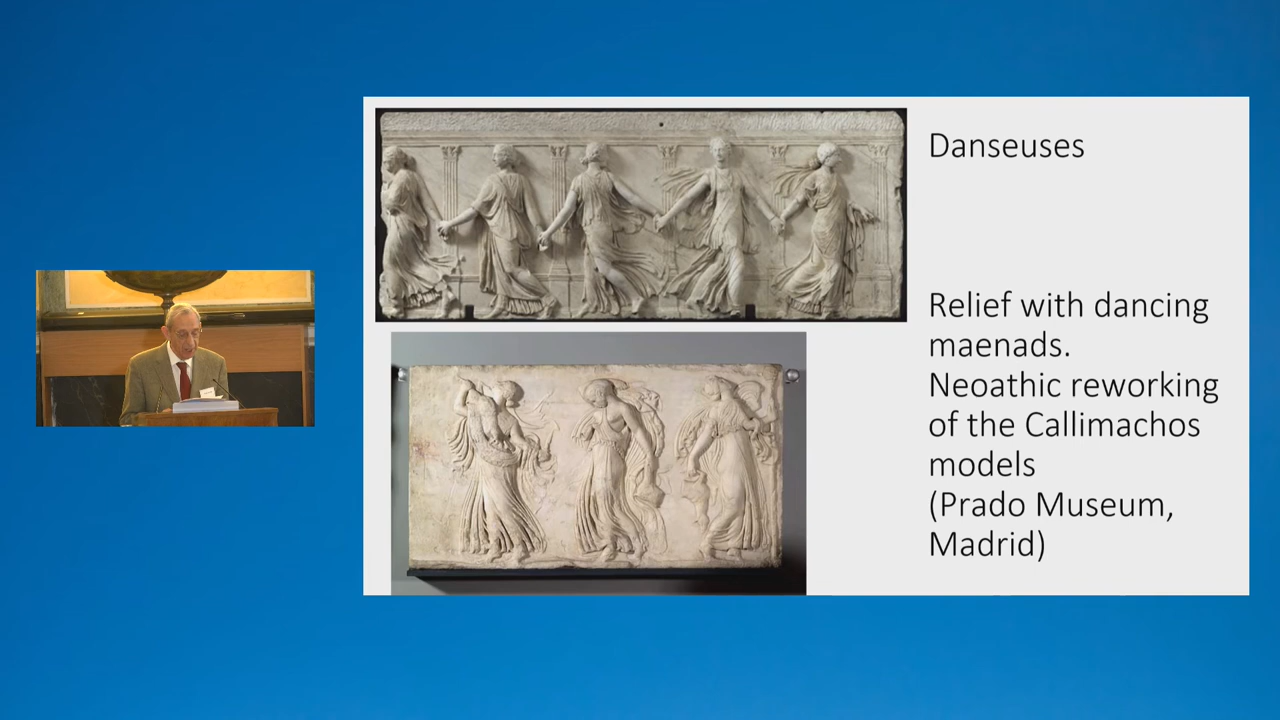 Danseuses
Relief with dancing
maenads.
Neoathic reworking
of the Callimachos
models
(Prado Museum,
Madrid)